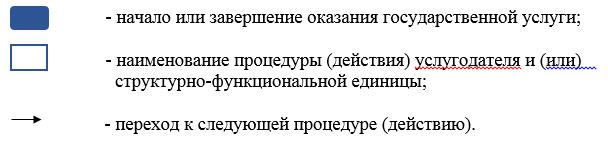 - начало или завершение оказания государственной услуги;
- наименование процедуры (действия) услугодателя и (или)
структурно-функциональной единицы;
- переход к следующей процедуре (действию).